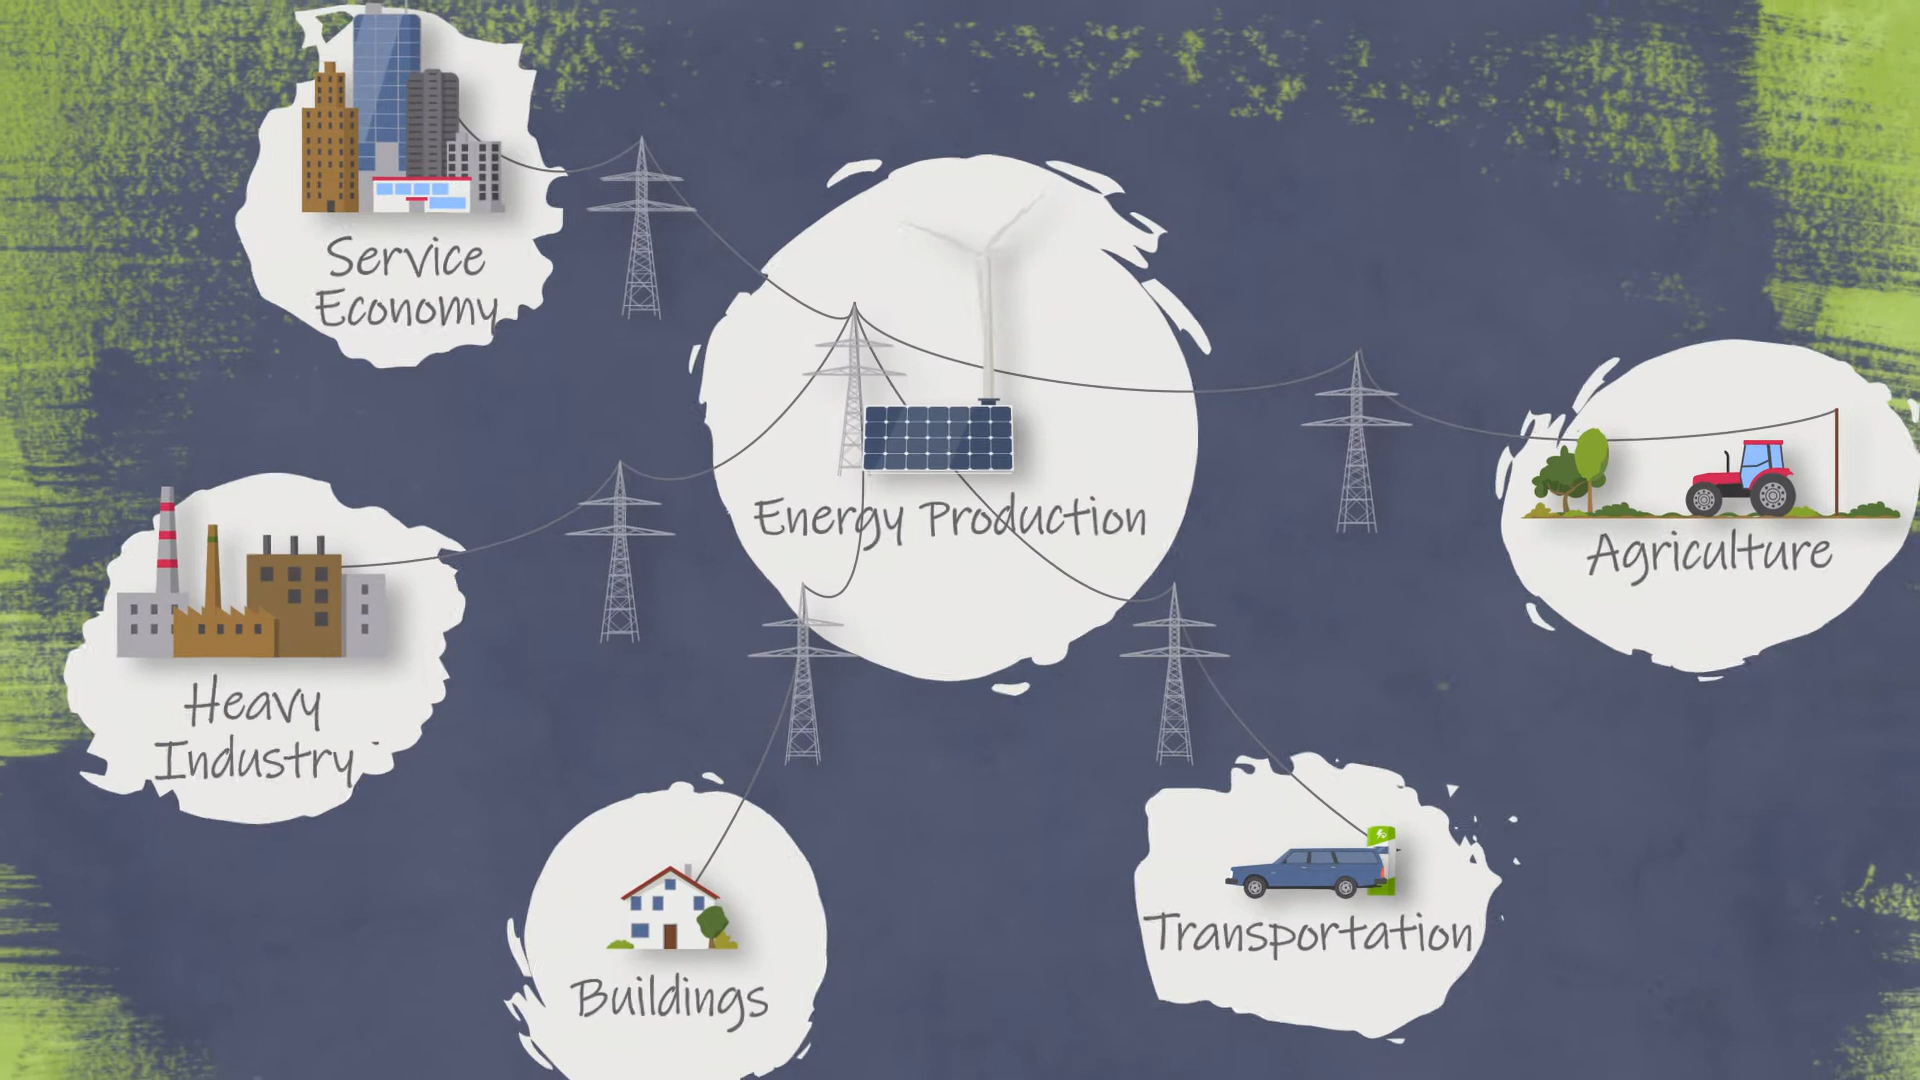 Service
Economy
Energy Production
Agriculture
Heavy
Industry
Transportation
Buildings